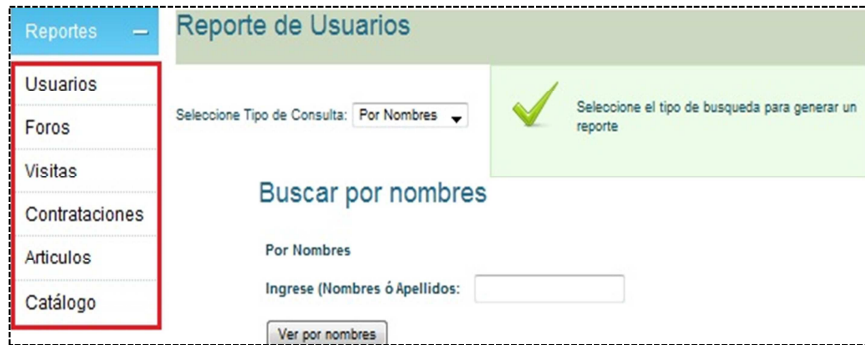 Reportes –
Usuarios
Foros
Visitas
Contrataciones
Articulos
Catálogo
Reporte de Usuarios
Seleccione Tipo de Consulta: Por Nombres
Seleccione el tipo de busqueda para generar un
reporte
Buscar por nombres
Por Nombres
Ingrese (Nombres ó Apellidos:
Ver por nombres